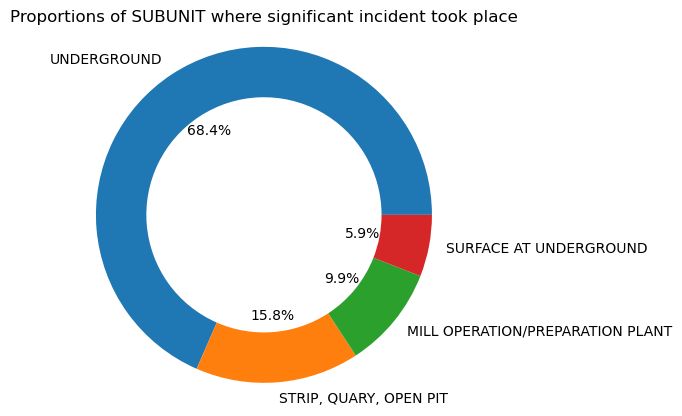 Proportions of SUBUNIT where significant incident took place
UNDERGROUND
68.4%
5.9%
SURFACE AT UNDERGROUND
9.9%
15.8%
MILL OPERATION/PREPARATION PLANT
STRIP, QUARY, OPEN PIT